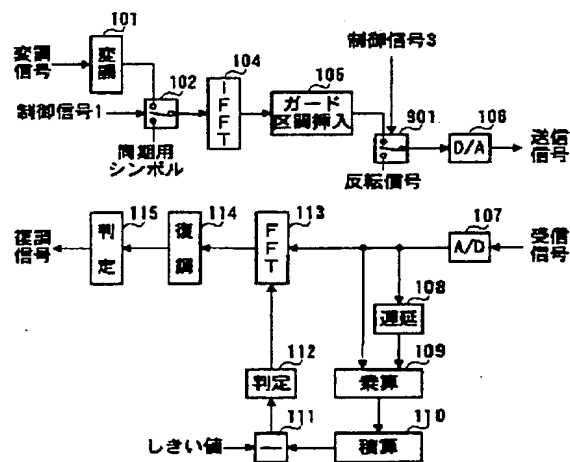 101
変調
信号
変調
制御信号1
102
同期用
シンボル
104
IFFT
105
ガード
区間挿入
制御信号3
901
反転信号
106
D/A
送信
信号
復調
信号
115
判定
114
復調
113
FFT
107
A/D
受信
信号
108
遅延
112
判定
109
乗算
111
しきい値
―
110
積算